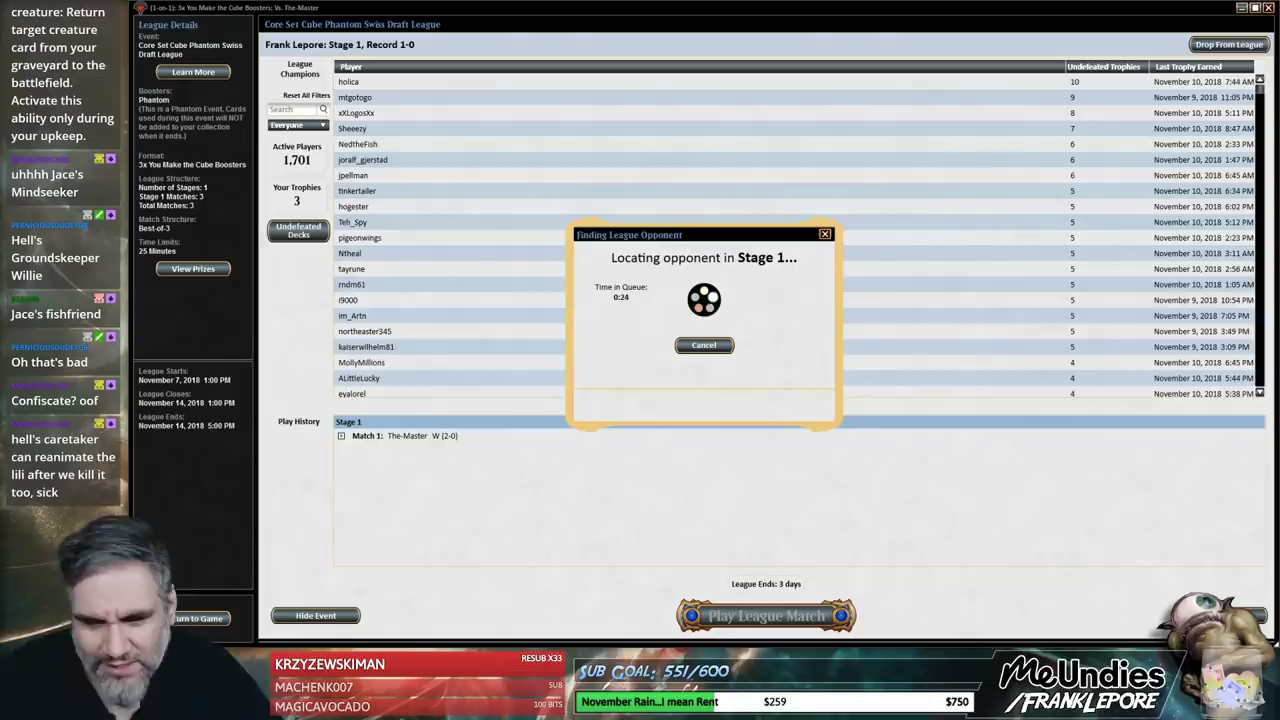 [1-on-1]: 3x You Make the Cube Boosters: Vs. The-Master
creature: Return
target creature
card from your
graveyard to the
battlefield.
Activate this
ability only during
your upkeep.
uhhhh Jace's
Mindseeker
PERNICIOUSDUDE1QB
Hell's
Groundskeeper
Willie
Jace's fishfriend
PERNICIOUSDUDE1QB
Oh that's bad
Confiscate? oof
hell's caretaker
can reanimate the
lili after we kill it
too, sick
League Details
Event:
Core Set Cube Phantom Swiss
Draft League
Learn More
Boosters:
Phantom
(This is a Phantom Event. Cards
used during this event will NOT
be added to your collection
when it ends.)
Format:
3x You Make the Cube Boosters
League Structure:
Number of Stages: 1
Stage 1 Matches: 3
Total Matches: 3
Match Structure:
Best-of-3
Time Limits:
25 Minutes
View Prizes
League Starts:
November 7, 2018 1:00 PM
League Closes:
November 14, 2018 1:00 PM
League Ends:
November 14, 2018 5:00 PM
urn to Game
Core Set Cube Phantom Swiss Draft League
Frank Lepore: Stage 1, Record 1-0
Drop From League
League
Champions
Reset All Filters
Search
Everyone
Active Players
1,701
Your Trophies
3
Undefeated
Decks
Player Undefeated Trophies Last Trophy Earned
holica 10 November 10, 2018 7:44 AM
mtgotogo 9 November 9, 2018 11:05 PM
xXLogosXx 8 November 10, 2018 5:11 PM
Sheeezy 7 November 10, 2018 8:47 AM
NedtheFish 6 November 10, 2018 2:33 PM
joralf_gjerstad 6 November 10, 2018 1:47 PM
jpellman 6 November 10, 2018 6:45 AM
tinkertailer 5 November 10, 2018 6:34 PM
hogester 5 November 10, 2018 6:02 PM
Teh_Spy 5 November 10, 2018 5:12 PM
pigeonwings 5 November 10, 2018 2:23 PM
Ntheal 5 November 10, 2018 3:11 AM
tayrune 5 November 10, 2018 2:56 AM
rndm61 5 November 10, 2018 1:05 AM
i9000 5 November 9, 2018 10:54 PM
im_Artn 5 November 9, 2018 7:05 PM
northeaster345 5 November 9, 2018 3:49 PM
kaiserwilhelm81 5 November 9, 2018 3:09 PM
MollyMillions 4 November 10, 2018 6:45 PM
ALittleLucky 4 November 10, 2018 5:44 PM
eyalorel 4 November 10, 2018 5:38 PM
Finding League Opponent
Locating opponent in Stage 1...
Time in Queue:
0:24
Cancel
Play History
Stage 1
Match 1: The-Master W (2-0)
League Ends: 3 days
Hide Event
Play League Match
KRZYZEWSKIMAN RESUB X33
MACHENK007 SUB
MAGICAVOCADO 100 BITS
SUB GOAL: 551/600
November Rain...I mean Rent $259 $750
MeUndies
/FRANKLEPORE